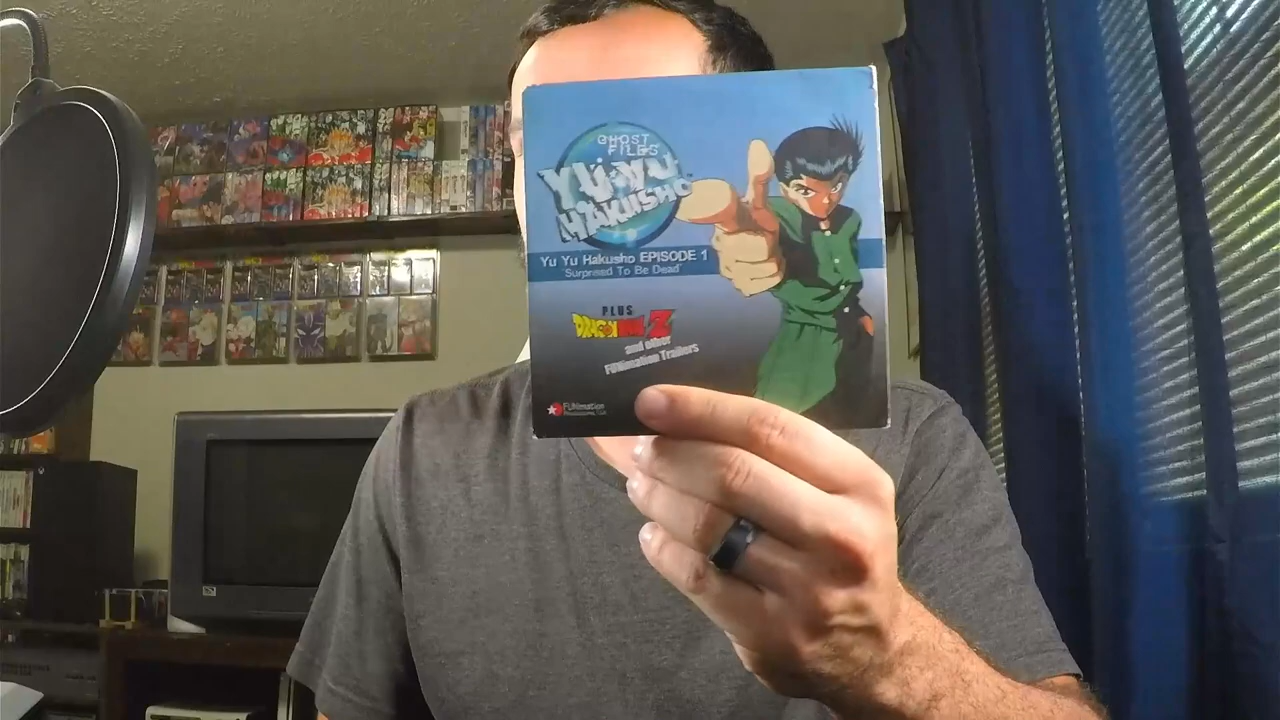 GHOST
FILES
YU YU
HAKUSHO
Yu Yu Hakusho EPISODE 1
"Surprised To Be Dead"
PLUS
DRAGON BALL Z
and other
FUNimation Trailers
FUNimation